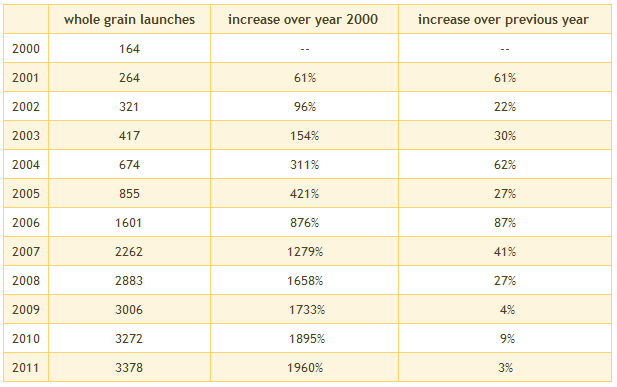 whole grain launches increase over year 2000 increase over previous year
2000 164 -- --
2001 264 61% 61%
2002 321 96% 22%
2003 417 154% 30%
2004 674 311% 62%
2005 855 421% 27%
2006 1601 876% 87%
2007 2262 1279% 41%
2008 2883 1658% 27%
2009 3006 1733% 4%
2010 3272 1895% 9%
2011 3378 1960% 3%